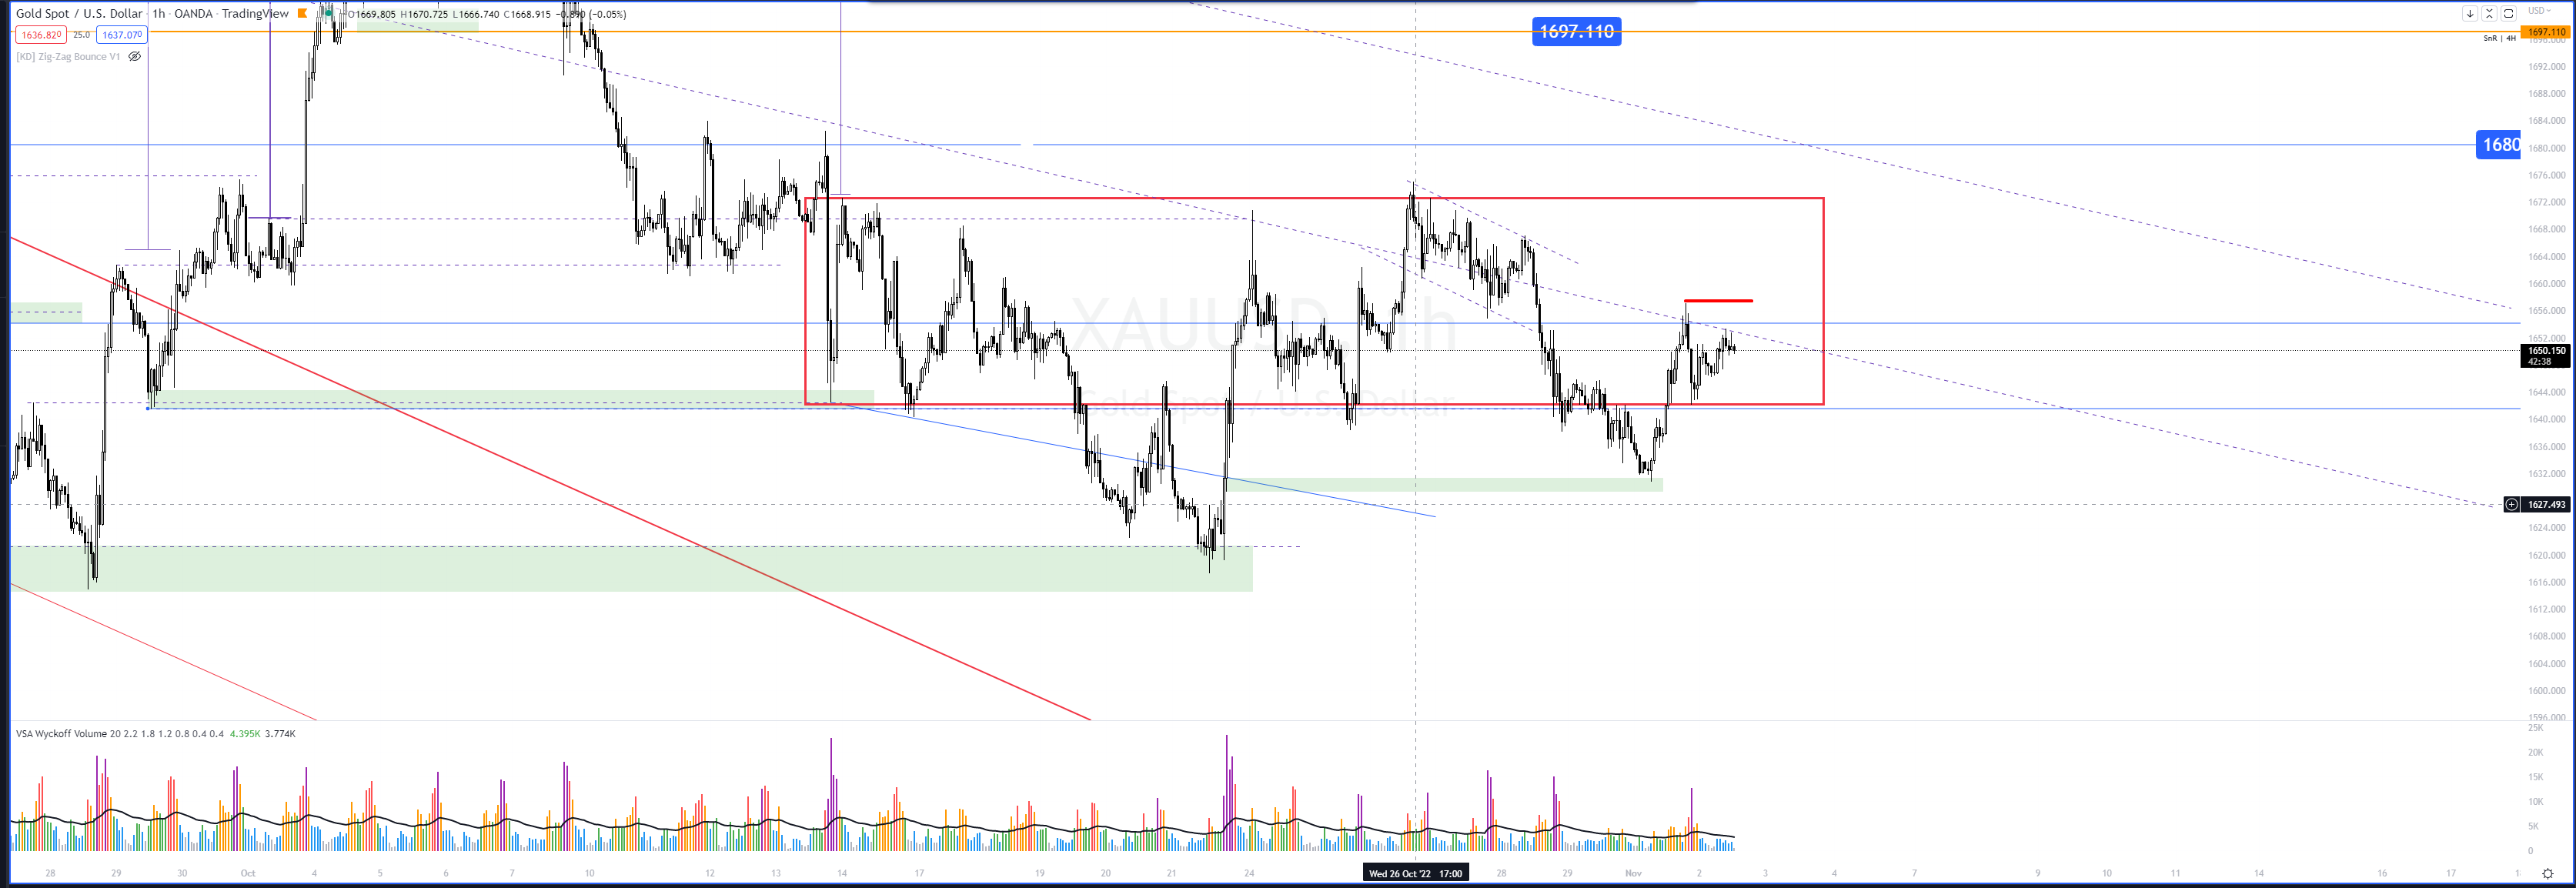 Gold Spot / U.S. Dollar · 1h · OANDA · TradingView O1669.805 H1670.725 L1666.740 C1668.915 -0.890 (-0.05%)
1636.820 25.0 1637.070
[KD] Zig-Zag Bounce V1
USD
1697.110
1697.110
SnR | 4H
1696.000
1692.000
1688.000
1684.000
1680
1680.000
1676.000
1672.000
1668.000
1664.000
1660.000
1656.000
1652.000
1650.150
42:38
1644.000
1640.000
1636.000
1632.000
1627.493
1624.000
1620.000
1616.000
1612.000
1608.000
1604.000
1600.000
1596.000
XAUUSD, 1h
Gold Spot / U.S. Dollar
VSA Wyckoff Volume 20 2.2 1.8 1.2 0.8 0.4 0.4 4.395K 3.774K
25K
20K
15K
10K
5K
0
28 29 30 Oct 4 5 6 7 10 12 13 14 17 19 20 21 24 Wed 26 Oct '22 17:00 28 29 Nov 2 3 4 7 9 10 11 14 16 17